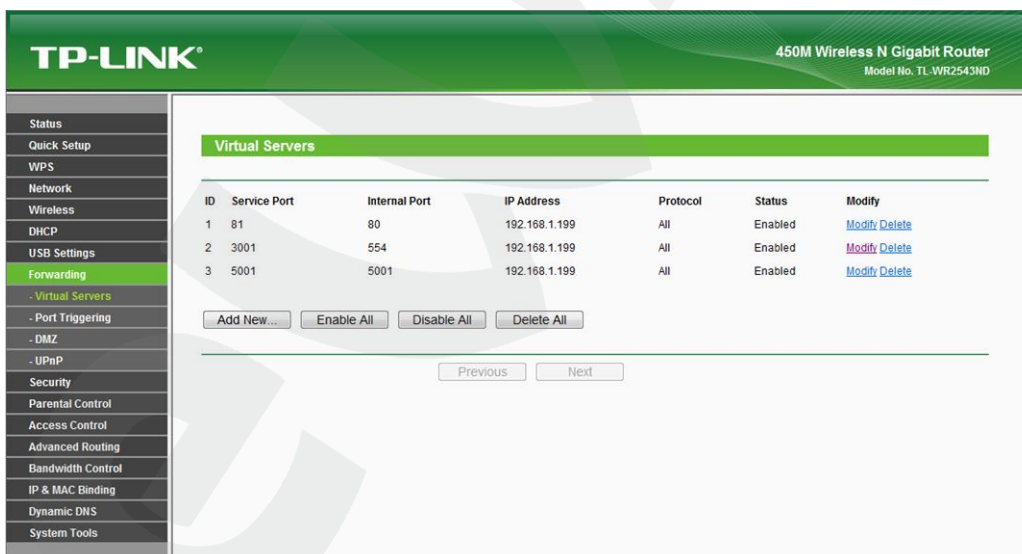 TP-LINK®
450M Wireless N Gigabit Router
Model No. TL-WR2543ND
Status
Quick Setup
WPS
Network
Wireless
DHCP
USB Settings
Forwarding
- Virtual Servers
- Port Triggering
- DMZ
- UPnP
Security
Parental Control
Access Control
Advanced Routing
Bandwidth Control
IP & MAC Binding
Dynamic DNS
System Tools
Virtual Servers
ID Service Port Internal Port IP Address Protocol Status Modify
1 81 80 192.168.1.199 All Enabled Modify Delete
2 3001 554 192.168.1.199 All Enabled Modify Delete
3 5001 5001 192.168.1.199 All Enabled Modify Delete
Add New... Enable All Disable All Delete All
Previous Next